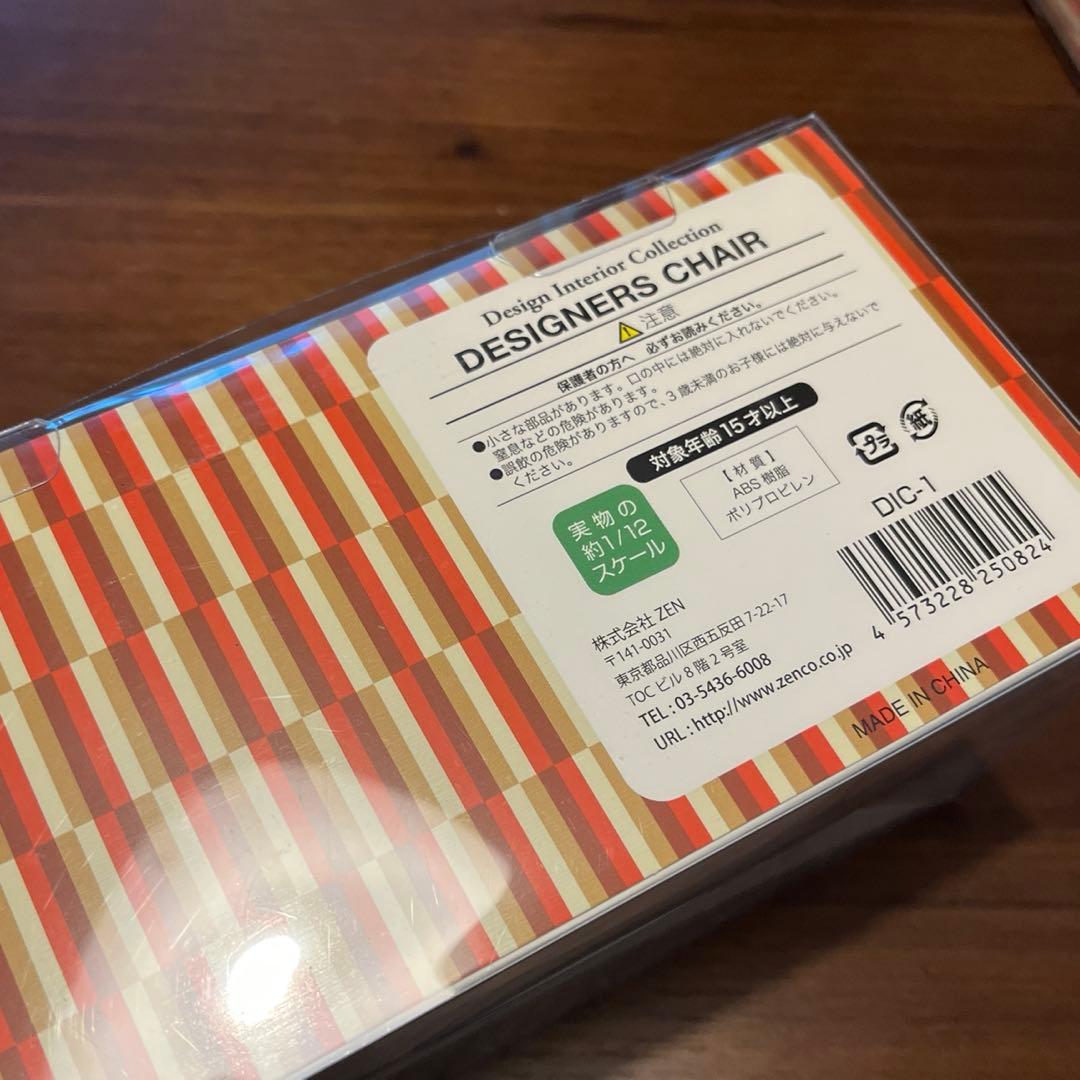 Design Interior Collection
DESIGNERS CHAIR
注意
保護者の方へ 必ずお読みください。
●小さな部品があります。口の中には絶対に入れないでください。
窒息などの危険があります。
●誤飲の危険がありますので、3歳未満のお子様には絶対に与えないで
ください。
対象年齢15才以上
実物の
約1/12
スケール
【材質】
ABS樹脂
ポリプロピレン
プラ
紙
DIC-1
4 573228 250824
株式会社ZEN
〒141-0031
東京都品川区西五反田7-22-17
TOCビル8階2号室
TEL:03-5436-6008
URL:http://www.zenco.co.jp
MADE IN CHINA